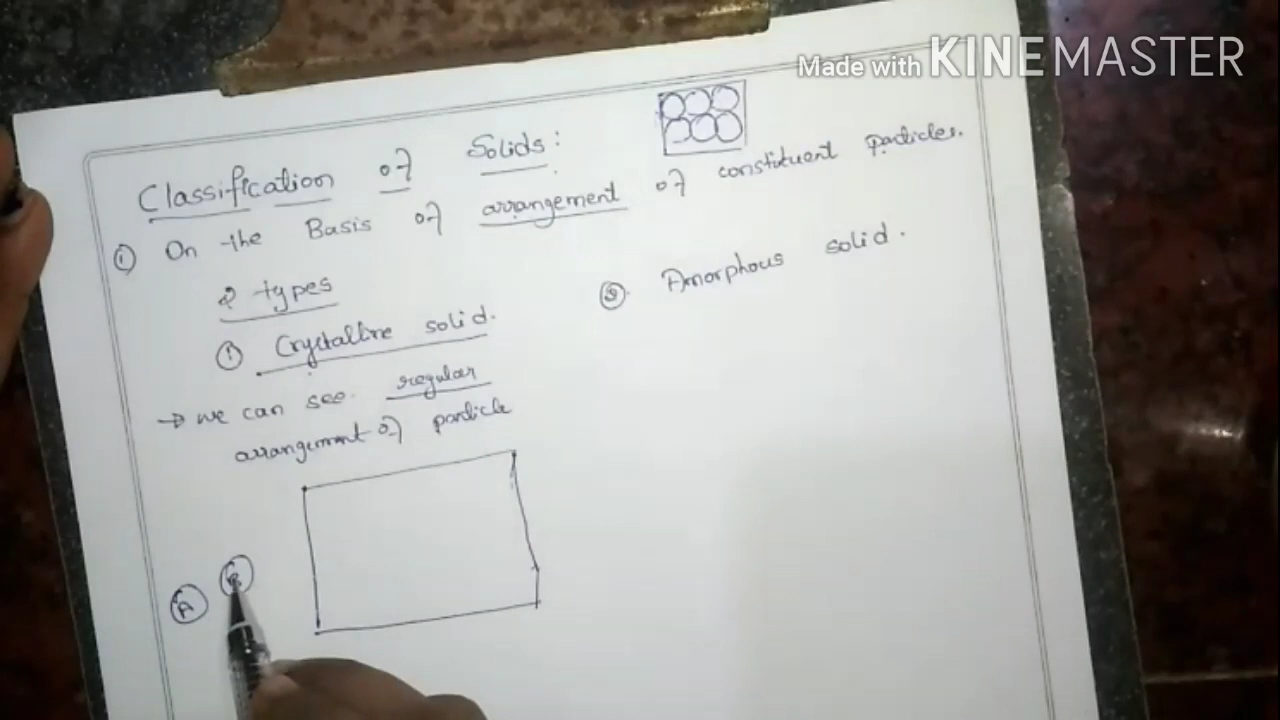 Made with KINEMASTER
Classification of Solids:
① On the Basis of arrangement of constituent particles.
2 types
① Crystalline solid.
② Amorphous solid.
→ we can see regular
arrangement of particle
A B